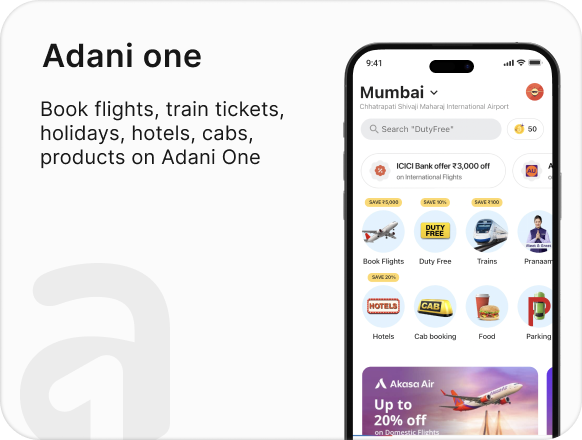 Adani one
Book flights, train tickets,
holidays, hotels, cabs,
products on Adani One
9:41
Mumbai
Chhatrapati Shivaji Maharaj International Airport
Search "DutyFree"
50
ICICI Bank offer ₹3,000 off
on International Flights
A
o
SAVE ₹5,000
SAVE 10%
SAVE ₹100
DUTY
FREE
Book Flights
Duty Free
Trains
Pranaam
SAVE 20%
HOTELS
CAB
P
Hotels
Cab booking
Food
Parking
Akasa Air
Up to
20% off
on Domestic Flights